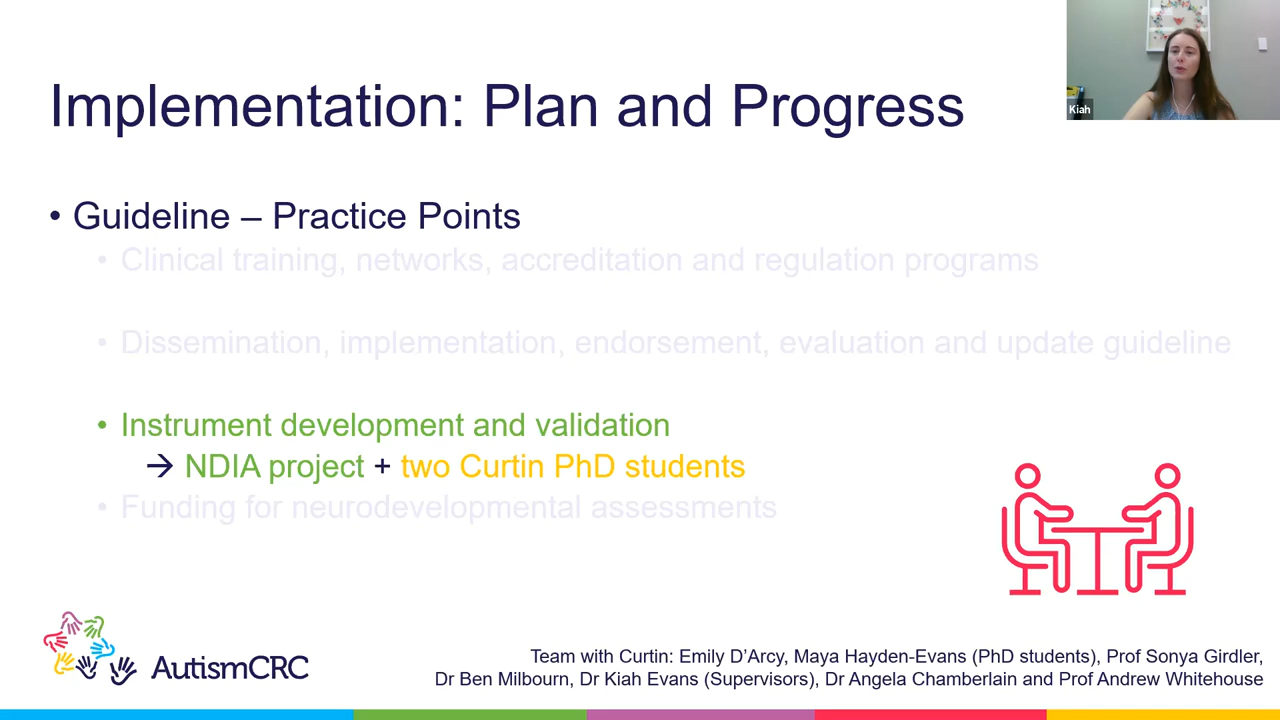 Implementation: Plan and Progress
Kiah
• Guideline – Practice Points
• Clinical training, networks, accreditation and regulation programs
• Dissemination, implementation, endorsement, evaluation and update guideline
• Instrument development and validation
→ NDIA project + two Curtin PhD students
• Funding for netrodevelopmental assessments
AutismCRC
Team with Curtin: Emily D'Arcy, Maya Hayden-Evans (PhD students), Prof Sonya Girdler,
Dr Ben Milbourn, Dr Kiah Evans (Supervisors), Dr Angela Chamberlain and Prof Andrew Whitehouse